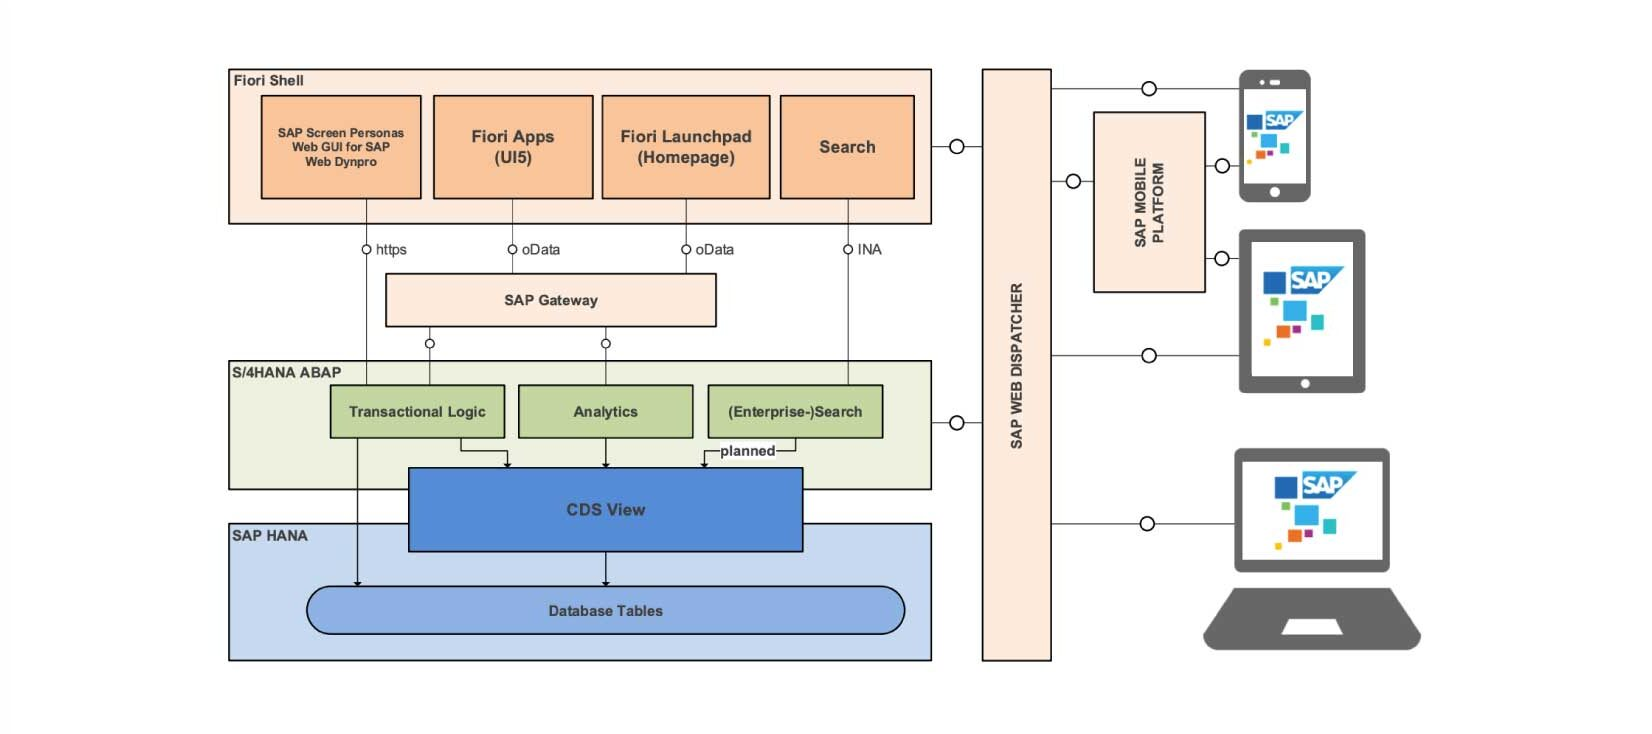 Fiori Shell
SAP Screen Personas
Web GUI for SAP
Web Dynpro
Fiori Apps
(UI5)
Fiori Launchpad
(Homepage)
Search
https
oData
oData
INA
SAP Gateway
S/4HANA ABAP
Transactional Logic
Analytics
(Enterprise-)Search
planned
CDS View
SAP HANA
Database Tables
SAP WEB DISPATCHER
SAP MOBILE
PLATFORM
SAP
SAP
SAP